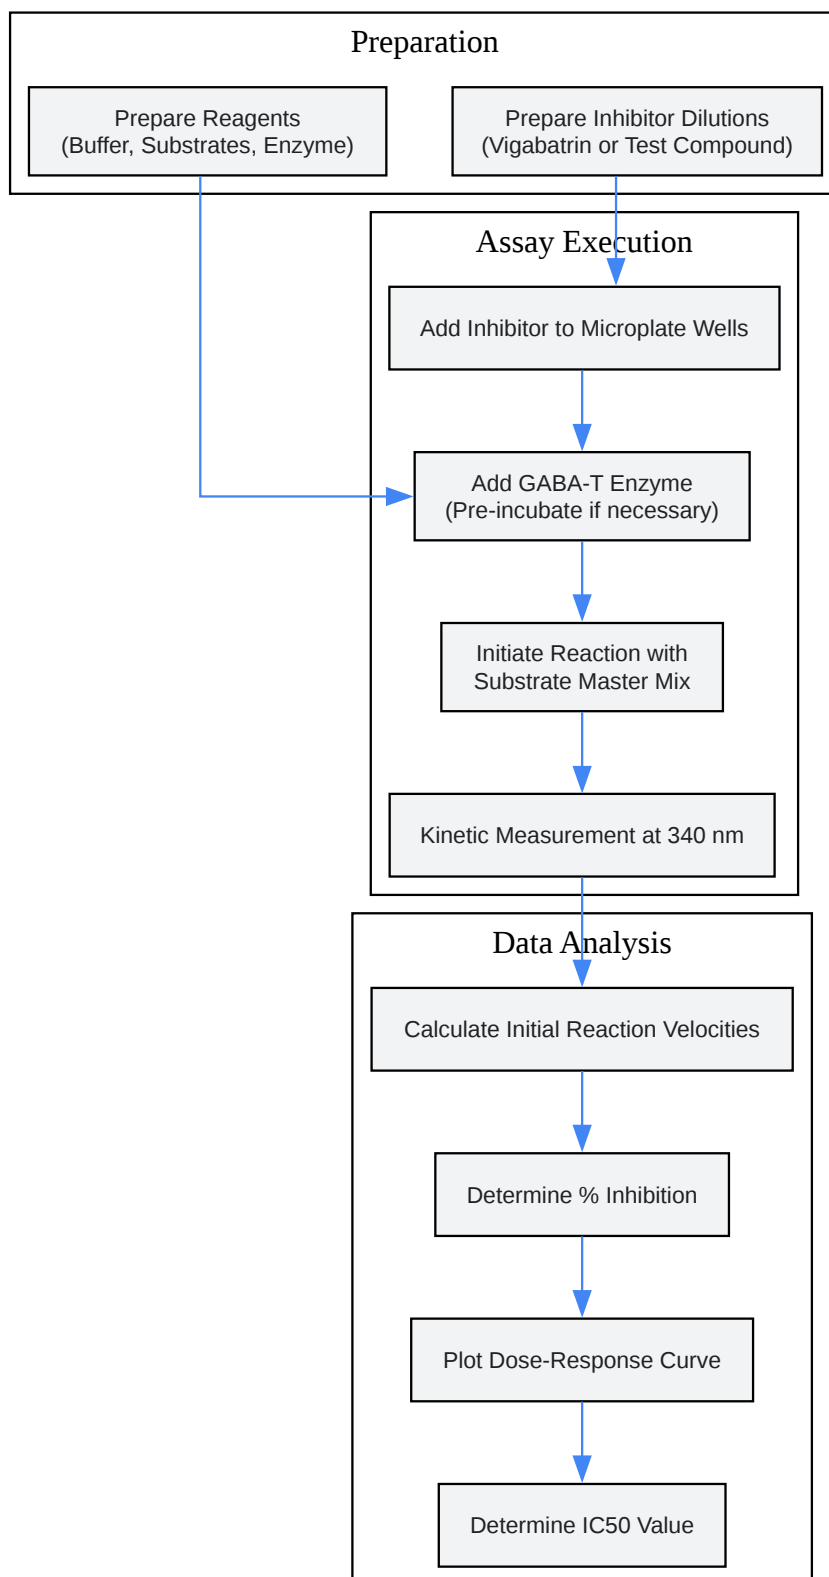 Preparation
Prepare Reagents
(Buffer, Substrates, Enzyme)
Prepare Inhibitor Dilutions
(Vigabatrin or Test Compound)
Assay Execution
Add Inhibitor to Microplate Wells
Add GABA-T Enzyme
(Pre-incubate if necessary)
Initiate Reaction with
Substrate Master Mix
Kinetic Measurement at 340 nm
Data Analysis
Calculate Initial Reaction Velocities
Determine % Inhibition
Plot Dose-Response Curve
Determine IC50 Value